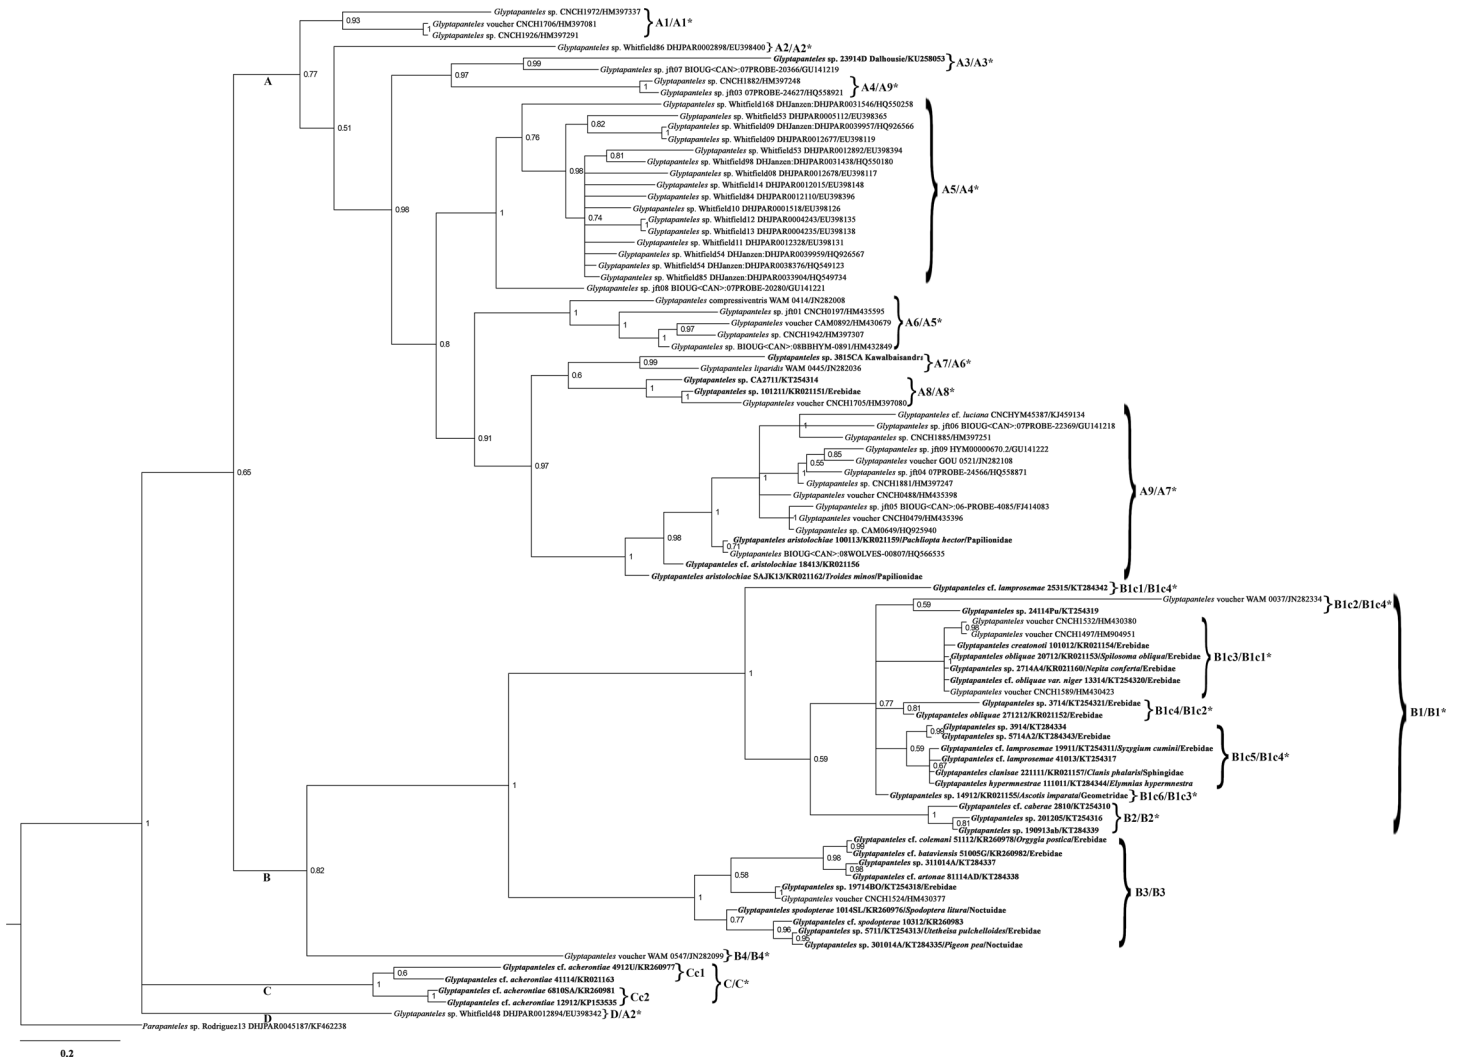 Glyptapanteles sp. CNCH1972/HM397337
0.93
Glyptapanteles voucher CNCH1706/HM397081
1
A1/A1*
Glyptapanteles sp. CNCH1926/HM397291
Glyptapanteles sp. Whitfield86 DHJPAR0002898/EU398400
A2/A2*
Glyptapanteles sp. 23914D Dalhousie/KU258053
0.99
A3/A3*
Glyptapanteles sp. jft07 BIOUG<CAN>:07PROBE-20366/GU141219
A
0.77
0.97
Glyptapanteles sp. CNCH1882/HM397248
1
A4/A9*
Glyptapanteles sp. jft03 07PROBE-24627/HQ558921
Glyptapanteles sp. Whitfield168 DHJanzen:DHJPAR0031546/HQ550258
Glyptapanteles sp. Whitfield53 DHJPAR0005112/EU398365
0.82
Glyptapanteles sp. Whitfield09 DHJanzen:DHJPAR0039957/HQ926566
1
0.51
0.76
Glyptapanteles sp. Whitfield09 DHJPAR0012677/EU398119
Glyptapanteles sp. Whitfield53 DHJPAR0012892/EU398394
0.81
Glyptapanteles sp. Whitfield98 DHJanzen:DHJPAR0031438/HQ550180
0.98
Glyptapanteles sp. Whitfield08 DHJPAR0012678/EU398117
Glyptapanteles sp. Whitfield14 DHJPAR0012015/EU398148
A5/A4*
Glyptapanteles sp. Whitfield84 DHJPAR0012110/EU398396
Glyptapanteles sp. Whitfield10 DHJPAR0001518/EU398126
0.98
1
0.74
Glyptapanteles sp. Whitfield12 DHJPAR0004243/EU398135
1
Glyptapanteles sp. Whitfield13 DHJPAR0004235/EU398138
Glyptapanteles sp. Whitfield11 DHJPAR0012328/EU398131
Glyptapanteles sp. Whitfield54 DHJanzen:DHJPAR0039959/HQ926567
Glyptapanteles sp. Whitfield54 DHJanzen:DHJPAR0038376/HQ549123
Glyptapanteles sp. Whitfield85 DHJanzen:DHJPAR0033904/HQ549734
Glyptapanteles sp. jft08 BIOUG<CAN>:07PROBE-20280/GU141221
Glyptapanteles compressiventris WAM 0414/JN282008
1
Glyptapanteles sp. jft01 CNCH0197/HM435595
1
Glyptapanteles voucher CAM0892/HM430679
A6/A5*
0.97
Glyptapanteles sp. CNCH1942/HM397307
1
0.8
Glyptapanteles sp. BIOUG<CAN>:08BBHYM-0891/HM432849
Glyptapanteles sp. 3815CA Kawalbaisandra
0.99
A7/A6*
Glyptapanteles liparidis WAM 0445/JN282036
0.6
Glyptapanteles sp. CA2711/KT254314
1
Glyptapanteles sp. 101211/KR021151/Erebidae
A8/A8*
1
Glyptapanteles voucher CNCH1705/HM397080
Glyptapanteles cf. luciana CNCHYM45387/KJ459134
1
Glyptapanteles sp. jft06 BIOUG<CAN>:07PROBE-22369/GU141218
0.91
Glyptapanteles sp. CNCH1885/HM397251
Glyptapanteles sp. jft09 HYM00000670.2/GU141222
0.85
0.55
Glyptapanteles voucher GOU 0521/JN282108
0.97
1
Glyptapanteles sp. jft04 07PROBE-24566/HQ558871
0.65
1
Glyptapanteles sp. CNCH1881/HM397247
Glyptapanteles voucher CNCH0488/HM435398
A9/A7*
Glyptapanteles sp. jft05 BIOUG<CAN>:06-PROBE-4085/FJ414083
1
1
Glyptapanteles voucher CNCH0479/HM435396
Glyptapanteles sp. CAM0649/HQ925940
0.98
Glyptapanteles aristolochiae 100113/KR021159/Pachliopta hector/Papilionidae
0.71
Glyptapanteles BIOUG<CAN>:08WOLVES-00807/HQ566535
1
Glyptapanteles cf. aristolochiae 18413/KR021156
Glyptapanteles aristolochiae SAJK13/KR021162/Troides minos/Papilionidae
Glyptapanteles cf. lamprosemae 25315/KT284342
B1c1/B1c4*
Glyptapanteles voucher WAM 0037/JN282334
0.59
B1c2/B1c4*
Glyptapanteles sp. 24114Pu/KT254319
Glyptapanteles voucher CNCH1532/HM430380
0.98
Glyptapanteles voucher CNCH1497/HM904951
Glyptapanteles creatonoti 101012/KR021154/Erebidae
Glyptapanteles obliquae 20712/KR021153/Spilosoma obliqua/Erebidae
B1c3/B1c1*
1
Glyptapanteles sp. 2714A4/KR021160/Nepita conferta/Erebidae
1
Glyptapanteles cf. obliquae var. niger 13314/KT254320/Erebidae
Glyptapanteles voucher CNCH1589/HM430423
0.77
Glyptapanteles sp. 3714/KT254321/Erebidae
0.81
B1c4/B1c2*
B1/B1*
Glyptapanteles obliquae 271212/KR021152/Erebidae
Glyptapanteles sp. 3914/KT284334
0.99
Glyptapanteles sp. 5714A2/KT284343/Erebidae
0.59
Glyptapanteles cf. lamprosemae 19911/KT254311/Syzygium cumini/Erebidae
0.59
Glyptapanteles cf. lamprosemae 41013/KT254317
B1c5/B1c4*
0.67
Glyptapanteles clanisae 221111/KR021157/Clanis phalaris/Sphingidae
Glyptapanteles hypermnestrae 111011/KT284344/Elymnias hypermnestra
1
Glyptapanteles sp. 14912/KR021155/Ascotis imparata/Geometridae
B1c6/B1c3*
Glyptapanteles cf. caberae 2810/KT254310
1
Glyptapanteles sp. 201205/KT254316
B2/B2*
0.81
1
Glyptapanteles sp. 190913ab/KT284339
Glyptapanteles cf. colemani 51112/KR260978/Orgygia postica/Erebidae
0.99
Glyptapanteles cf. bataviensis 51005G/KR260982/Erebidae
0.98
Glyptapanteles sp. 311014A/KT284337
B
0.82
0.98
Glyptapanteles cf. artonae 81114AD/KT284338
0.58
Glyptapanteles sp. 19714BO/KT254318/Erebidae
1
B3/B3
1
Glyptapanteles voucher CNCH1524/HM430377
Glyptapanteles spodopterae 1014SL/KR260976/Spodoptera litura/Noctuidae
0.77
Glyptapanteles cf. spodopterae 10312/KR260983
0.96
Glyptapanteles sp. 5711/KT254313/Utetheisa pulchelloides/Erebidae
0.95
Glyptapanteles sp. 301014A/KT284335/Pigeon pea/Noctuidae
Glyptapanteles voucher WAM 0547/JN282099
B4/B4*
Glyptapanteles cf. acherontiae 4912U/KR260977
0.6
Cc1
Glyptapanteles cf. acherontiae 41114/KR021163
C
1
C/C*
Glyptapanteles cf. acherontiae 6810SA/KR260981
1
Cc2
Glyptapanteles cf. acherontiae 12912/KP153535
D
Glyptapanteles sp. Whitfield48 DHJPAR0012894/EU398342
D/A2*
Parapanteles sp. Rodriguez13 DHJPAR0045187/KF462238
0.2